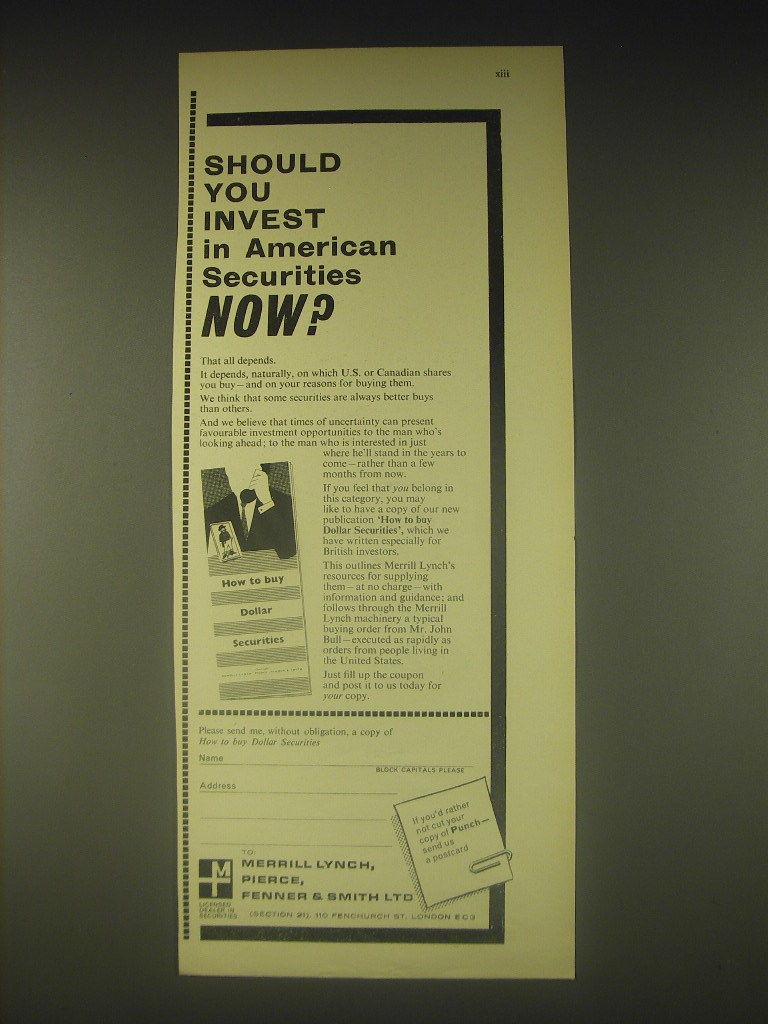 xiii
SHOULD
YOU
INVEST
in American
Securities
NOW?
That all depends.
It depends, naturally, on which U.S. or Canadian shares
you buy—and on your reasons for buying them.
We think that some securities are always better buys
than others.
And we believe that times of uncertainty can present
favourable investment opportunities to the man who's
looking ahead; to the man who is interested in just
where he'll stand in the years to
come—rather than a few
months from now.
If you feel that you belong in
this category, you may
like to have a copy of our new
publication 'How to buy
Dollar Securities', which we
have written especially for
British investors.
This outlines Merrill Lynch's
resources for supplying
them—at no charge—with
information and guidance; and
follows through the Merrill
Lynch machinery a typical
buying order from Mr. John
Bull—executed as rapidly as
orders from people living in
the United States.
Just fill up the coupon
and post it to us today for
your copy.
How to buy
Dollar
Securities
Please send me, without obligation, a copy of
How to buy Dollar Securities
Name
BLOCK CAPITALS PLEASE
Address
If you'd rather
not cut your
copy of Punch—
send us
a postcard
TO:
MERRILL LYNCH,
PIERCE,
FENNER & SMITH LTD
LICENSED
DEALER IN
SECURITIES
(SECTION 21), 110 FENCHURCH ST. LONDON EC3